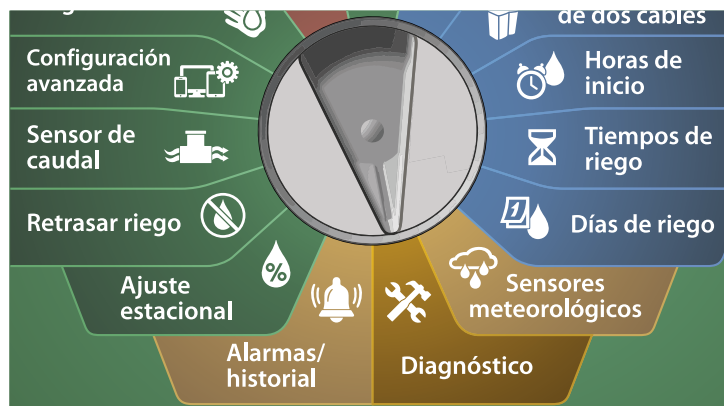 de dos cables
Configuración
avanzada
Horas de
inicio
Sensor de
caudal
Tiempos de
riego
Retrasar riego
1
Días de riego
%
Ajuste
estacional
Sensores
meteorológicos
Alarmas/
historial
Diagnóstico